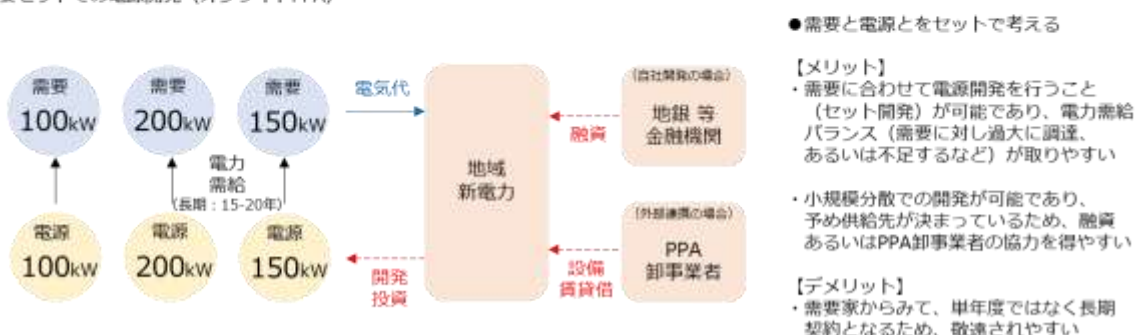 ●需要と電源とをセットで考える
需要
100kW
需要
200kW
需要
150kW
電気代
電力
需給
(長期：15-20年)
電源
100kW
電源
200kW
電源
150kW
開発
投資
地域
新電力
融資
(自社開発の場合)
地銀 等
金融機関
設備
賃貸借
(外部連携の場合)
PPA
卸事業者
【メリット】
・需要に合わせて電源開発を行うこと
（セット開発）が可能であり、電力需給
バランス（需要に対し過大に調達、
あるいは不足するなど）が取りやすい
・小規模分散での開発が可能であり、
予め供給先が決まっているため、融資
あるいはPPA卸事業者の協力を得やすい
【デメリット】
・需要家からみて、単年度ではなく長期
契約となるため、敬遠されやすい